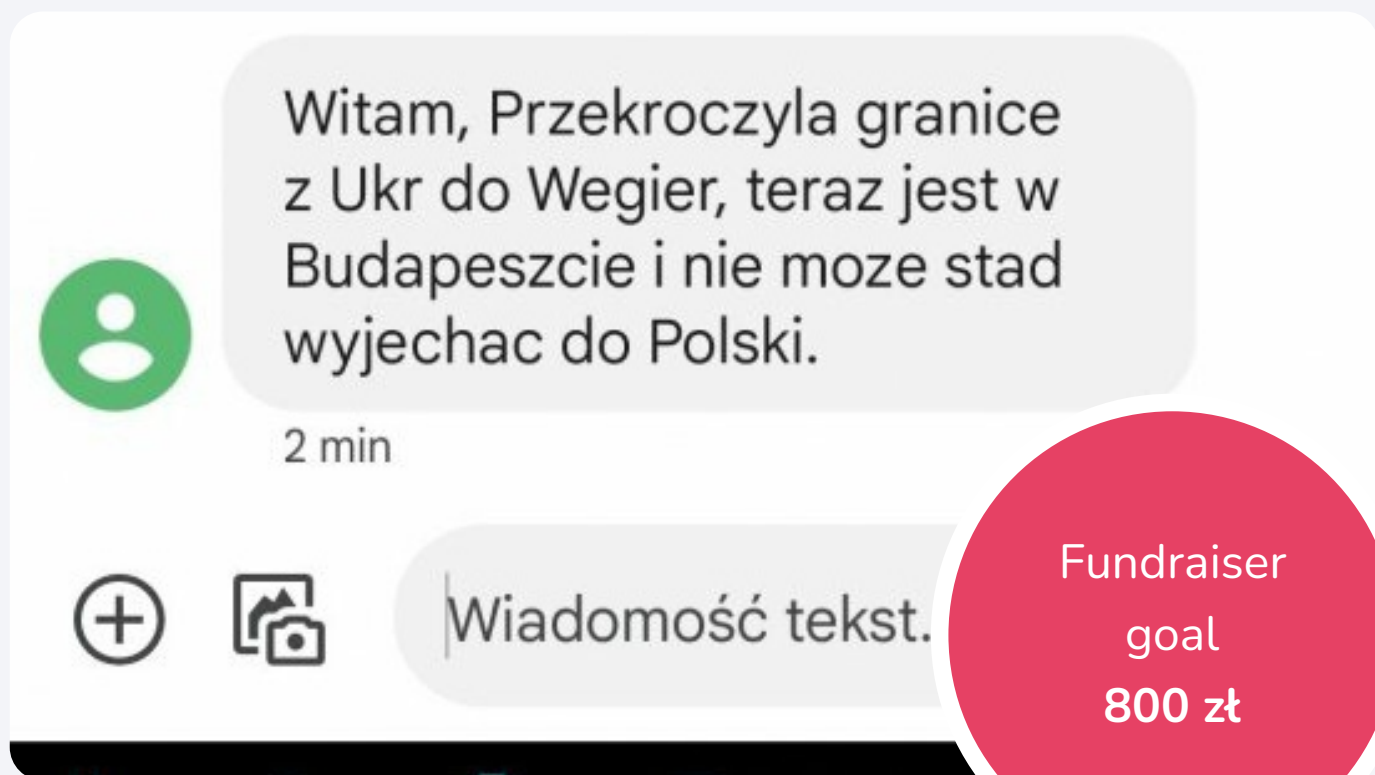 Witam, Przekroczyla granice
z Ukr do Wegier, teraz jest w
Budapeszcie i nie moze stad
wyjechac do Polski.
2 min
Wiadomość tekst.
Fundraiser
goal
800 zł